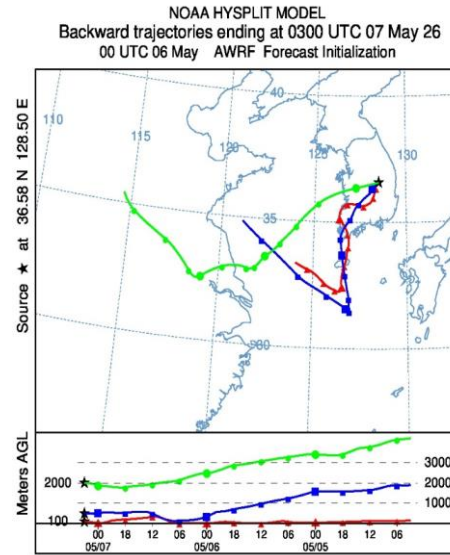 NOAA HYSPLIT MODEL
Backward trajectories ending at 0300 UTC 07 May 26
00 UTC 06 May AWRF Forecast Initialization
Source ★ at 36.58 N 128.50 E
110
115
120
125
130
40
35
30
Meters AGL
2000
100
3000
2000
1000
00 18 12 06 00 18 12 06 00 18 12 06
05/07 05/06 05/05